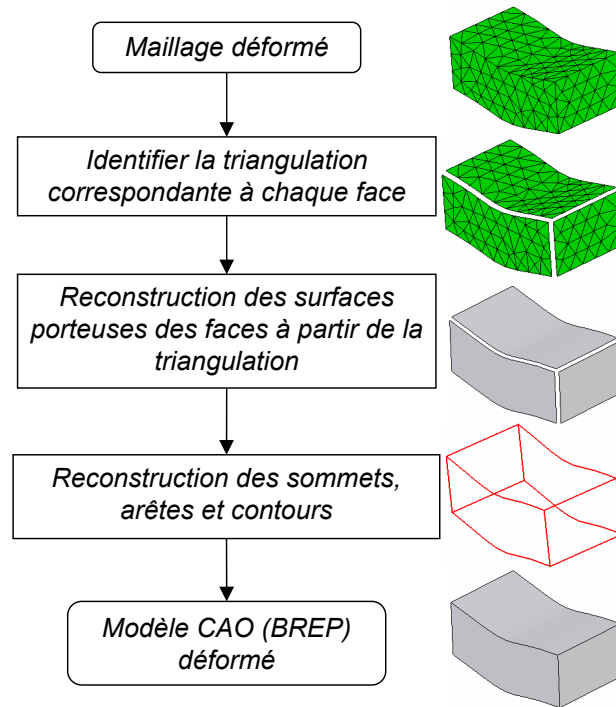 Maillage déformé
Identifier la triangulation
correspondante à chaque face
Reconstruction des surfaces
porteuses des faces à partir de la
triangulation
Reconstruction des sommets,
arêtes et contours
Modèle CAO (BREP)
déformé